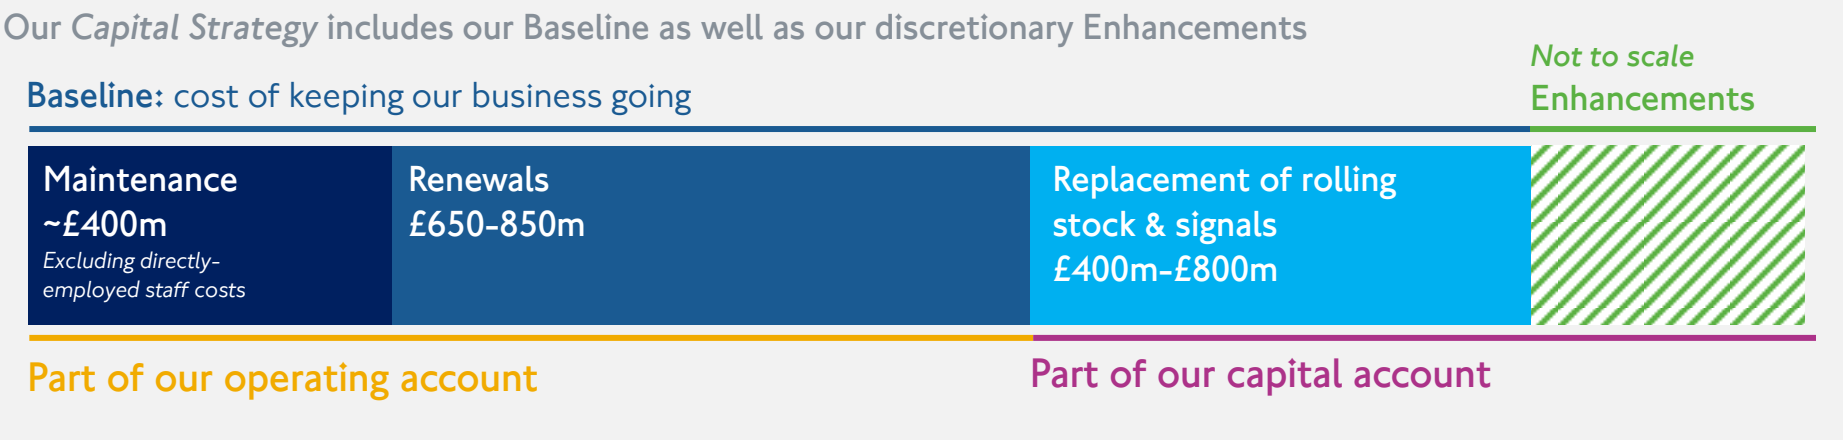 Our Capital Strategy includes our Baseline as well as our discretionary Enhancements
Not to scale
Baseline: cost of keeping our business going
Enhancements
Maintenance
~£400m
Excluding directly-
employed staff costs
Renewals
£650-850m
Replacement of rolling
stock & signals
£400m-£800m
Part of our operating account
Part of our capital account